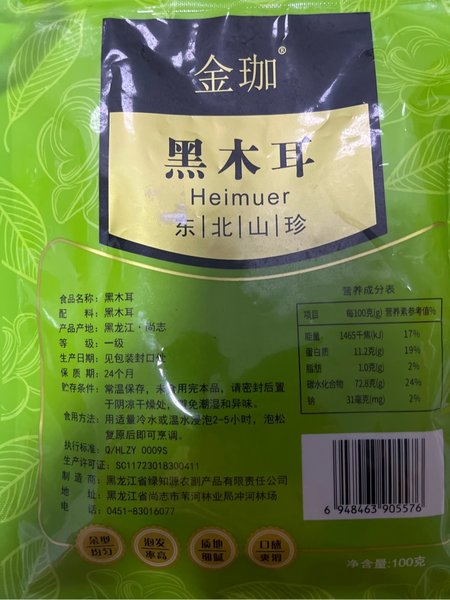 金珈®
黑木耳
Heimuer
东|北|山|珍
食品名称：黑木耳
配 料：黑木耳
产品产地：黑龙江·尚志
等 级：一级
生产日期：见包装封口处
保 质 期：24个月
贮存条件：常温保存，未食用完本品，请密封后置
于阴凉干燥处，避免潮湿和异味。
食用方法：用适量冷水或温水浸泡2-5小时，泡松
复原后即可烹调。
执行标准：Q/HLZY 0009S
生产许可证：SC11723018300411
制 造 商：黑龙江省绿知源农副产品有限责任公司
地 址：黑龙江省尚志市苇河林业局冲河林场
电 话：0451-83016077
朵型均匀
泡发率高
质地细腻
口感爽滑
营养成分表
项目 每100克(g) 营养素参考值%
能量 1465千焦(kJ) 17%
蛋白质 11.2克(g) 19%
脂肪 1.0克(g) 2%
碳水化合物 72.8克(g) 24%
钠 31毫克(mg) 2%
6 948463 905576
净含量：100克